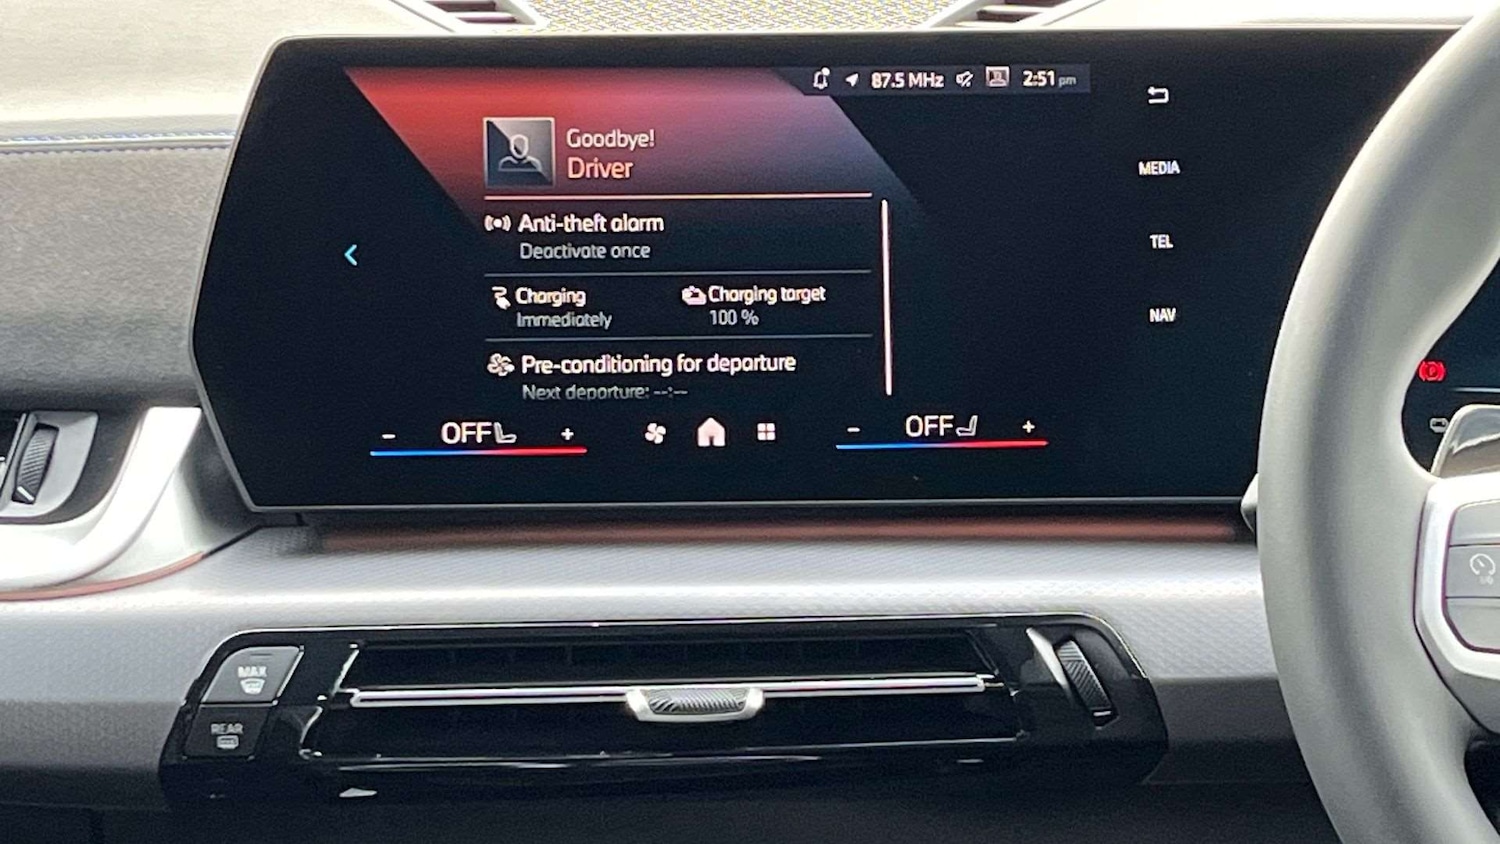 87.5 MHz 2:51 pm
Goodbye!
Driver
MEDIA
Anti-theft alarm
Deactivate once
TEL
Charging
Immediately
Charging target
100 %
NAV
Pre-conditioning for departure
Next departure: --:--
- OFF +
- OFF +
MAX
REAR